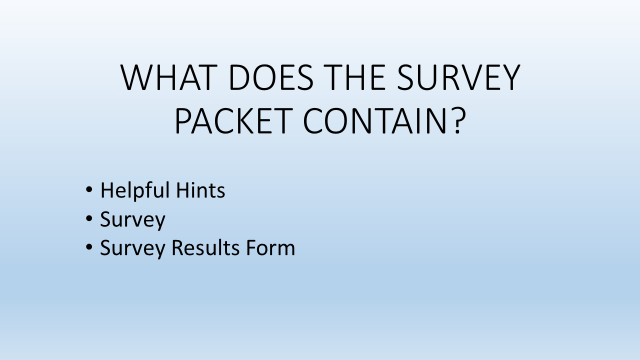 WHAT DOES THE SURVEY
PACKET CONTAIN?
• Helpful Hints
• Survey
• Survey Results Form